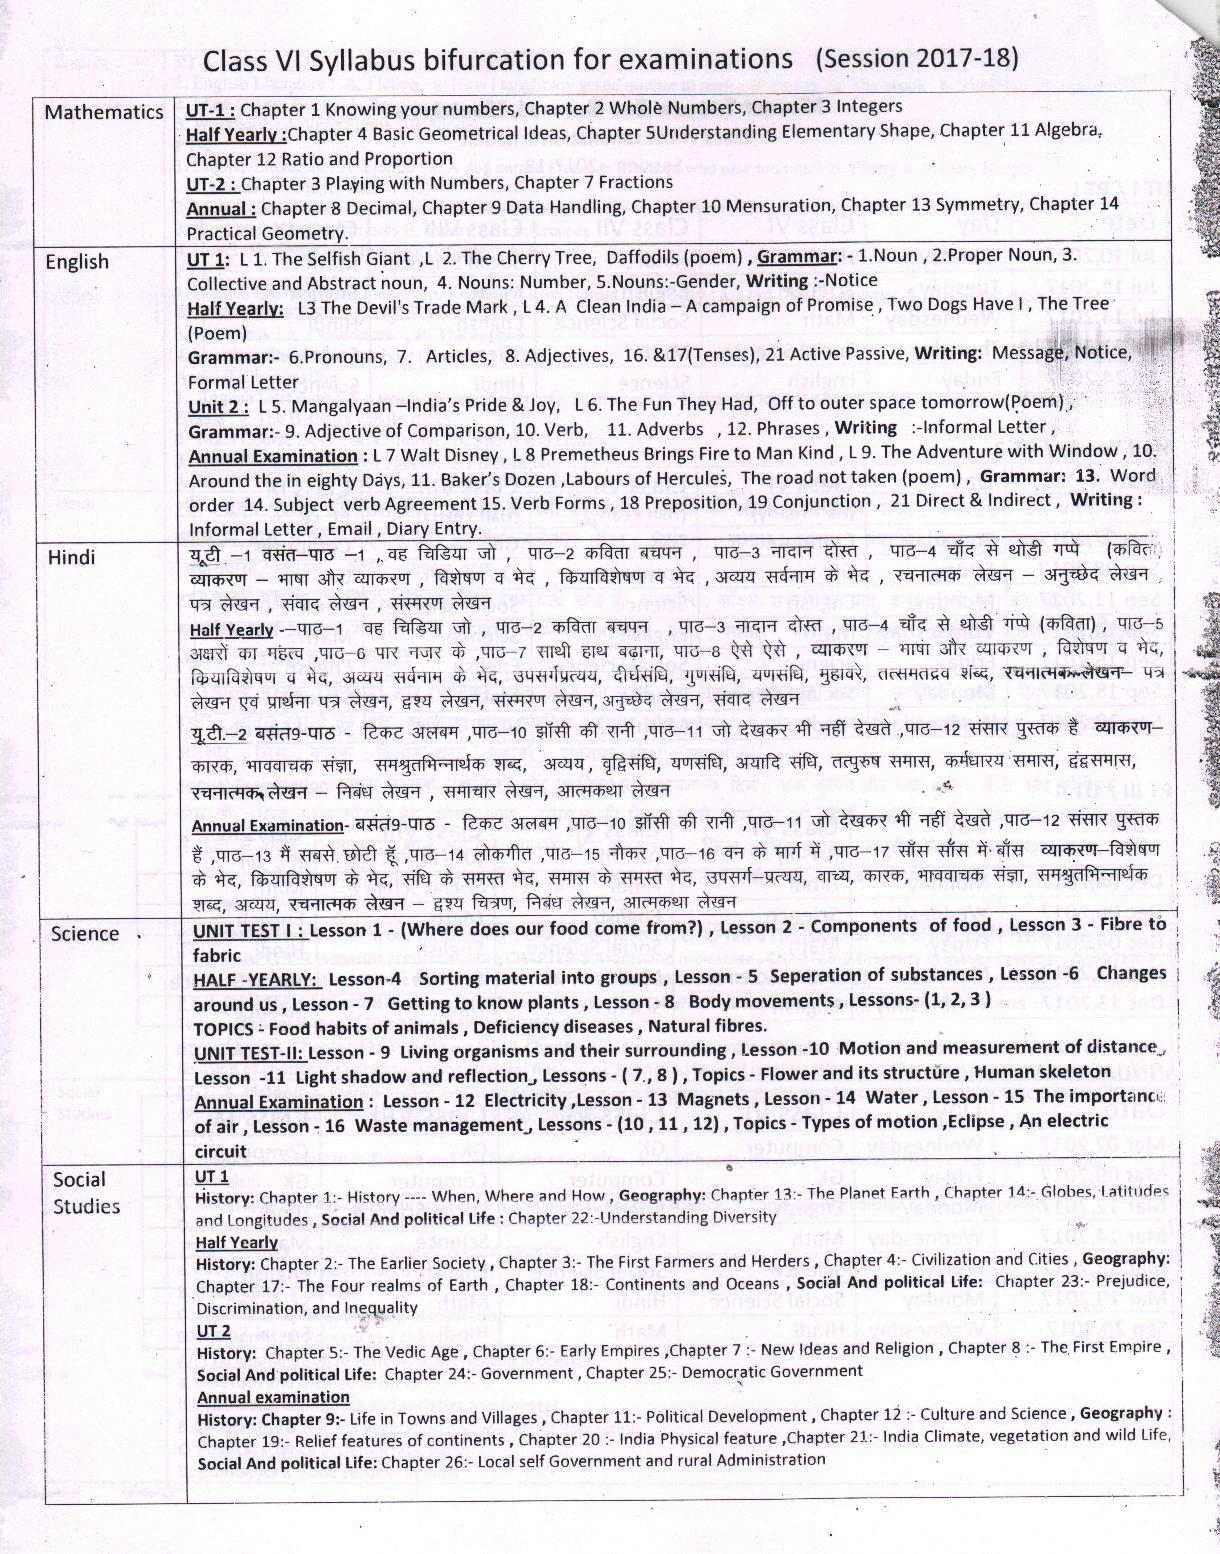 Class VI Syllabus bifurcation for examinations (Session 2017-18)
Mathematics
UT-1 : Chapter 1 Knowing your numbers, Chapter 2 Whole Numbers, Chapter 3 Integers
Half Yearly :Chapter 4 Basic Geometrical Ideas, Chapter 5Understanding Elementary Shape, Chapter 11 Algebra,
Chapter 12 Ratio and Proportion
UT-2 : Chapter 3 Playing with Numbers, Chapter 7 Fractions
Annual : Chapter 8 Decimal, Chapter 9 Data Handling, Chapter 10 Mensuration, Chapter 13 Symmetry, Chapter 14
Practical Geometry.
English
UT 1: L 1. The Selfish Giant ,L 2. The Cherry Tree, Daffodils (poem) , Grammar: - 1.Noun , 2.Proper Noun, 3.
Collective and Abstract noun, 4. Nouns: Number, 5.Nouns:-Gender, Writing :-Notice
Half Yearly: L3 The Devil's Trade Mark , L 4. A Clean India – A campaign of Promise , Two Dogs Have I , The Tree
(Poem)
Grammar:- 6.Pronouns, 7. Articles, 8. Adjectives, 16. &17(Tenses), 21 Active Passive, Writing: Message, Notice,
Formal Letter
Unit 2 : L 5. Mangalyaan –India's Pride & Joy, L 6. The Fun They Had, Off to outer space tomorrow(Poem) ,
Grammar:- 9. Adjective of Comparison, 10. Verb, 11. Adverbs , 12. Phrases , Writing :-Informal Letter ,
Annual Examination : L 7 Walt Disney , L 8 Premetheus Brings Fire to Man Kind , L 9. The Adventure with Window , 10.
Around the in eighty Days, 11. Baker's Dozen ,Labours of Hercules, The road not taken (poem) , Grammar: 13. Word
order 14. Subject verb Agreement 15. Verb Forms , 18 Preposition, 19 Conjunction , 21 Direct & Indirect , Writing :
Informal Letter , Email , Diary Entry.
Hindi
यू.टी. –1 वसंत–पाठ –1 , वह चिडिया जो , पाठ–2 कविता बचपन , पाठ–3 नादान दोस्त , पाठ–4 चाँद से थोडी गप्पे (कविता)
व्याकरण – भाषा और व्याकरण , विशेषण व भेद , कियाविशेषण व भेद , अव्यय सर्वनाम के भेद , रचनात्मक लेखन – अनुच्छेद लेखन
पत्र लेखन , संवाद लेखन , संस्मरण लेखन
Half Yearly -–पाठ–1 वह चिडिया जो , पाठ–2 कविता बचपन , पाठ–3 नादान दोस्त , पाठ–4 चाँद से थोडी गप्पे (कविता) , पाठ–5
अक्षरों का महत्व ,पाठ–6 पार नजर के ,पाठ–7 साथी हाथ बढ़ाना, पाठ–8 ऐसे ऐसे , व्याकरण – भाषा और व्याकरण , विशेषण व भेद,
कियाविशेषण व भेद, अव्यय सर्वनाम के भेद, उपसर्गप्रत्यय, दीर्घसंधि, गुणसंधि, यणसंधि, मुहावरे, तत्समतद्रव शब्द, रचनात्मक लेखन– पत्र
लेखन एवं प्रार्थना पत्र लेखन, दृश्य लेखन, संस्मरण लेखन, अनुच्छेद लेखन, संवाद लेखन
यू.टी.–2 बसंत9-पाठ - टिकट अलबम ,पाठ–10 झाँसी की रानी ,पाठ–11 जो देखकर भी नहीं देखते ,पाठ–12 संसार पुस्तक है व्याकरण–
कारक, भाववाचक संज्ञा, समश्रुतभिन्नार्थक शब्द, अव्यय , वृद्विसंधि, यणसंधि, अयादि संधि, तत्पुरुष समास, कर्मधारय समास, द्वंद्वसमास,
रचनात्मक लेखन – निबंध लेखन , समाचार लेखन, आत्मकथा लेखन
Annual Examination- बसंत9-पाठ - टिकट अलबम ,पाठ–10 झाँसी की रानी ,पाठ–11 जो देखकर भी नहीं देखते ,पाठ–12 संसार पुस्तक
हैं ,पाठ–13 मैं सबसे छोटी हूँ ,पाठ–14 लोकगीत ,पाठ–15 नौकर ,पाठ–16 वन के मार्ग में ,पाठ–17 साँस साँस में बाँस व्याकरण–विशेषण
के भेद, कियाविशेषण के भेद, संधि के समस्त भेद, समास के समस्त भेद, उपसर्ग–प्रत्यय, वाच्य, कारक, भाववाचक संज्ञा, समश्रुतभिन्नार्थक
शब्द, अव्यय, रचनात्मक लेखन – दृश्य चित्रण, निबंध लेखन, आत्मकथा लेखन
Science
UNIT TEST I : Lesson 1 - (Where does our food come from?) , Lesson 2 - Components of food , Lesson 3 - Fibre to
fabric
HALF -YEARLY: Lesson-4 Sorting material into groups , Lesson - 5 Seperation of substances , Lesson -6 Changes
around us , Lesson - 7 Getting to know plants , Lesson - 8 Body movements , Lessons- (1, 2, 3 )
TOPICS - Food habits of animals , Deficiency diseases , Natural fibres.
UNIT TEST-II: Lesson - 9 Living organisms and their surrounding , Lesson -10 Motion and measurement of distance ,
Lesson -11 Light shadow and reflection , Lessons - ( 7 , 8 ) , Topics - Flower and its structure , Human skeleton
Annual Examination : Lesson - 12 Electricity ,Lesson - 13 Magnets , Lesson - 14 Water , Lesson - 15 The importance
of air , Lesson - 16 Waste management , Lessons - (10 , 11 , 12) , Topics - Types of motion ,Eclipse , An electric
circuit
Social
Studies
UT 1
History: Chapter 1:- History ---- When, Where and How , Geography: Chapter 13:- The Planet Earth , Chapter 14:- Globes, Latitudes
and Longitudes , Social And political Life : Chapter 22:-Understanding Diversity
Half Yearly
History: Chapter 2:- The Earlier Society , Chapter 3:- The First Farmers and Herders , Chapter 4:- Civilization and Cities , Geography:
Chapter 17:- The Four realms of Earth , Chapter 18:- Continents and Oceans , Social And political Life: Chapter 23:- Prejudice,
Discrimination, and Inequality
UT 2
History: Chapter 5:- The Vedic Age , Chapter 6:- Early Empires ,Chapter 7 :- New Ideas and Religion , Chapter 8 :- The First Empire ,
Social And political Life: Chapter 24:- Government , Chapter 25:- Democratic Government
Annual examination
History: Chapter 9:- Life in Towns and Villages , Chapter 11:- Political Development , Chapter 12 :- Culture and Science , Geography :
Chapter 19:- Relief features of continents , Chapter 20 :- India Physical feature ,Chapter 21:- India Climate, vegetation and wild Life,
Social And political Life: Chapter 26:- Local self Government and rural Administration